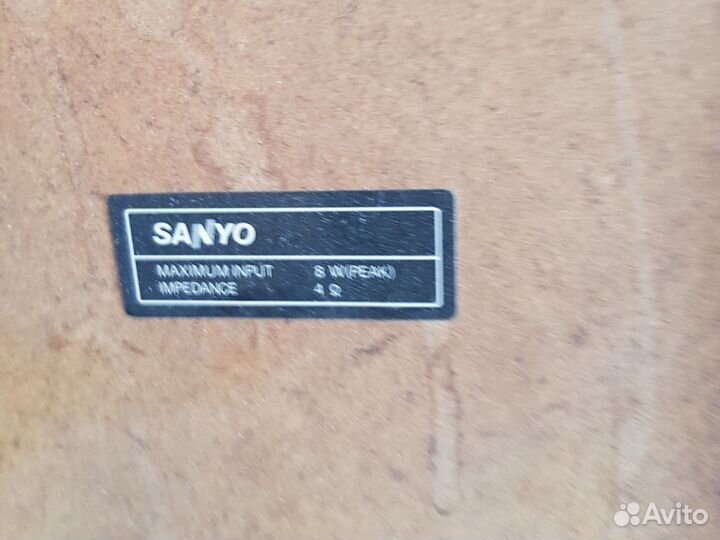 SANYO
MAXIMUM INPUT 8 W(PEAK)
IMPEDANCE 4 Ω
Avito